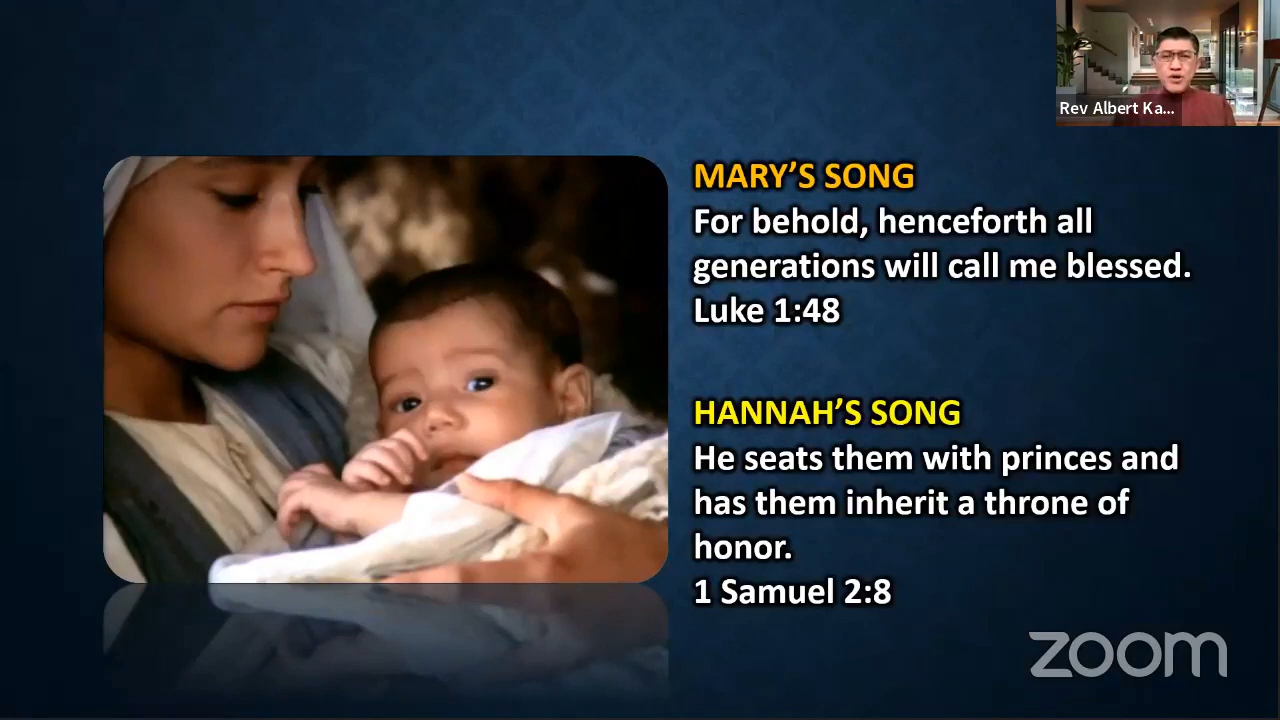 Rev Albert Ka...
MARY'S SONG
For behold, henceforth all
generations will call me blessed.
Luke 1:48
HANNAH'S SONG
He seats them with princes and
has them inherit a throne of
honor.
1 Samuel 2:8
zoom